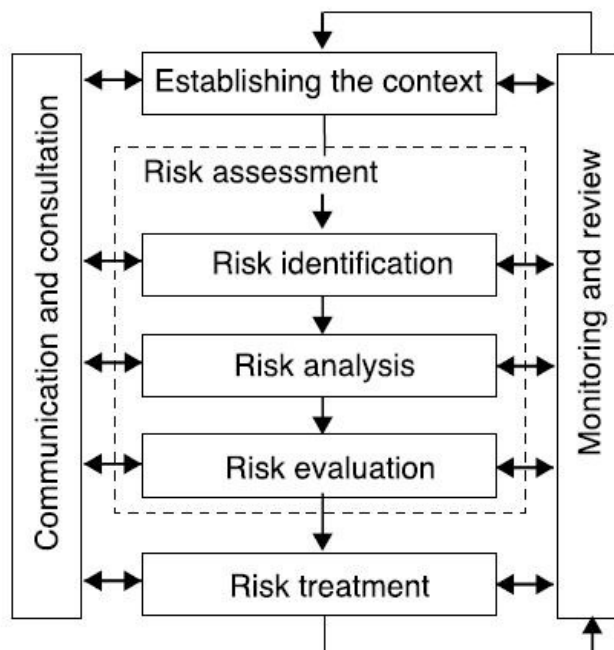 Establishing the context
Risk assessment
Risk identification
Risk analysis
Risk evaluation
Risk treatment
Communication and consultation
Monitoring and review